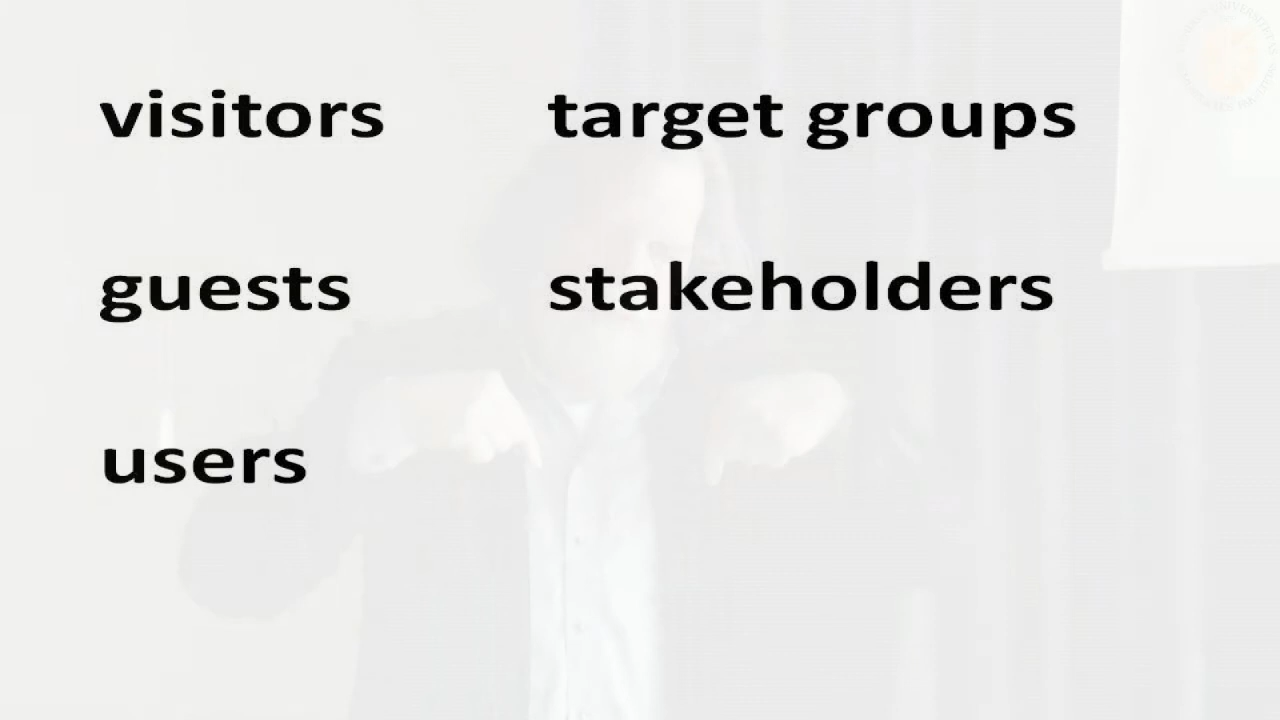 visitors
guests
users
target groups
stakeholders